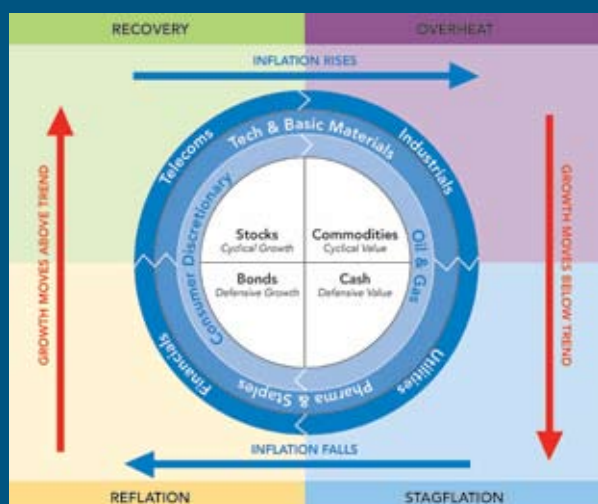 RECOVERY
OVERHEAT
INFLATION RISES
GROWTH MOVES ABOVE TREND
Telecoms
Tech & Basic Materials
Industrials
Consumer Discretionary
Oil & Gas
Stocks
Cyclical Growth
Commodities
Cyclical Value
Bonds
Defensive Growth
Cash
Defensive Value
Financials
Pharma & Staples
Utilities
GROWTH MOVES BELOW TREND
INFLATION FALLS
REFLATION
STAGFLATION